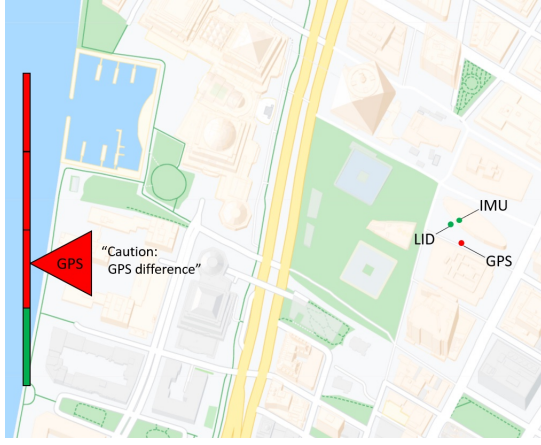 IMU
LID
GPS
GPS
“Caution:
GPS difference”